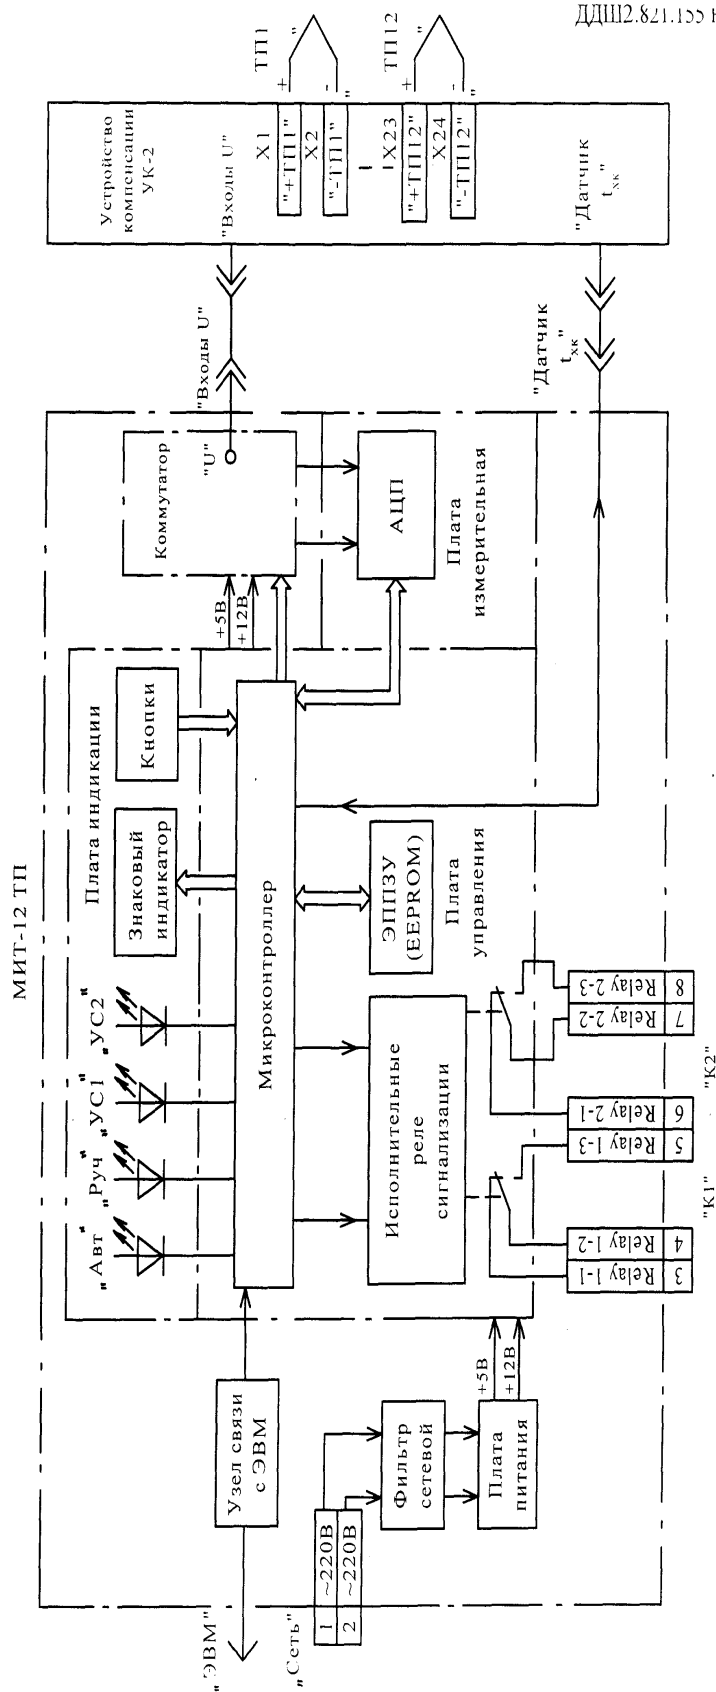 ДДШ2.821.155
МИТ-12 ТП
"ЭВМ"
Узел связи
с ЭВМ
"Сеть"
1 ~220В
2 ~220В
Фильтр
сетевой
Плата
питания
+5В
+12В
"Авт"
"Руч"
"УС1"
"УС2"
Знаковый
индикатор
Кнопки
Плата индикации
Микроконтроллер
Исполнительные
реле
сигнализации
ЭППЗУ
(EEPROM)
Плата
управления
3 Relay 1-1
4 Relay 1-2
5 Relay 1-3
6 Relay 2-1
7 Relay 2-2
8 Relay 2-3
"К1"
"К2"
+5В
+12В
Коммутатор
"U"
АЦП
Плата
измерительная
"Входы U"
"Датчик
tхк"
Устройство
компенсации
УК-2
"Входы U"
Х1
"+ТП1"
Х2
"-ТП1"
Х23
"+ТП12"
Х24
"-ТП12"
"Датчик
tхк"
ТП1
+
-
"
"
ТП12
+
-
"
"